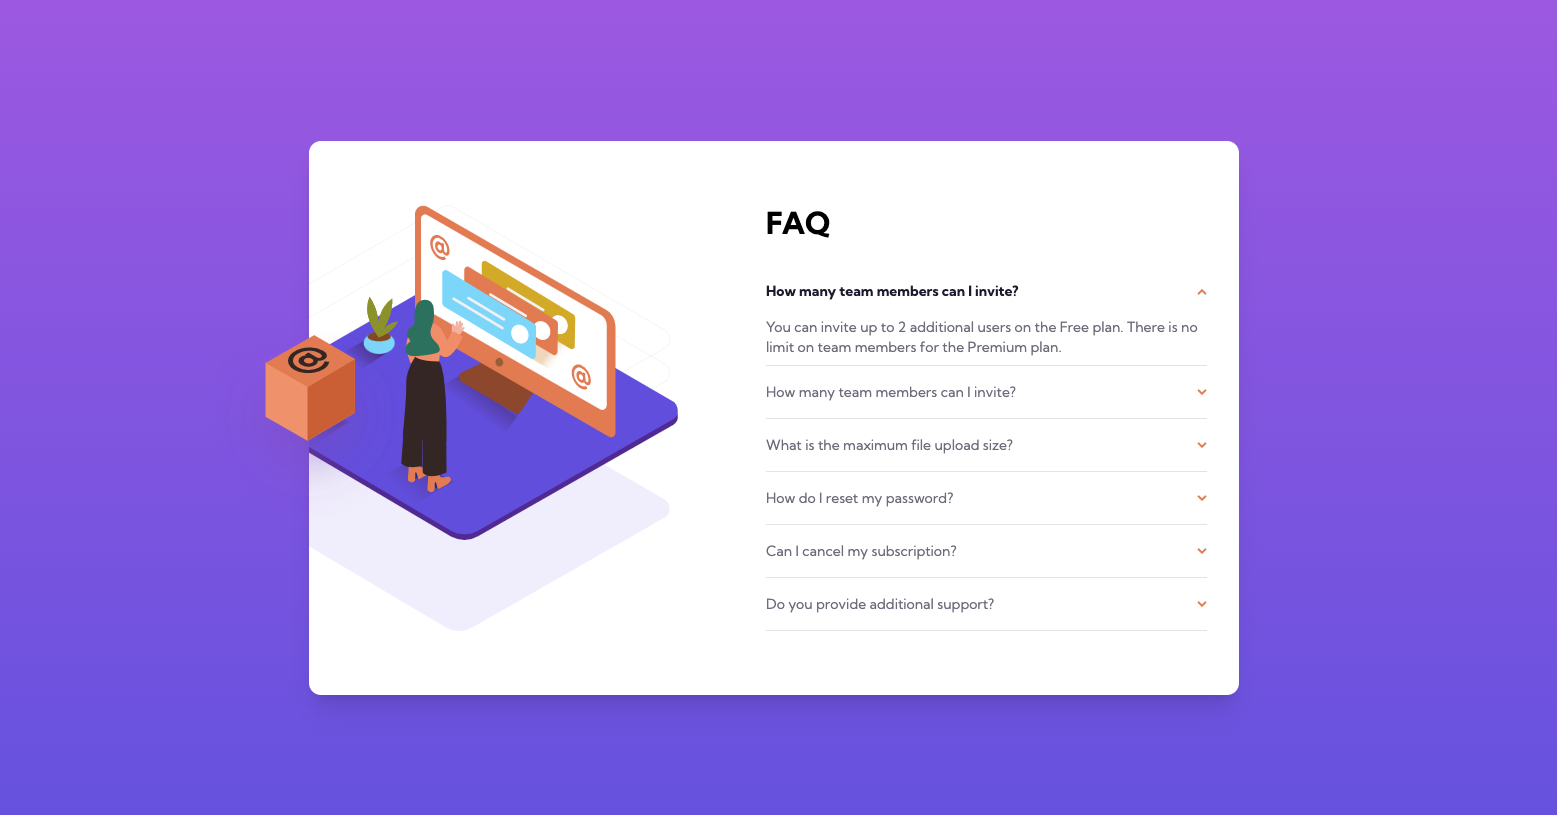 @
@
@
FAQ
How many team members can I invite?
You can invite up to 2 additional users on the Free plan. There is no
limit on team members for the Premium plan.
How many team members can I invite?
What is the maximum file upload size?
How do I reset my password?
Can I cancel my subscription?
Do you provide additional support?